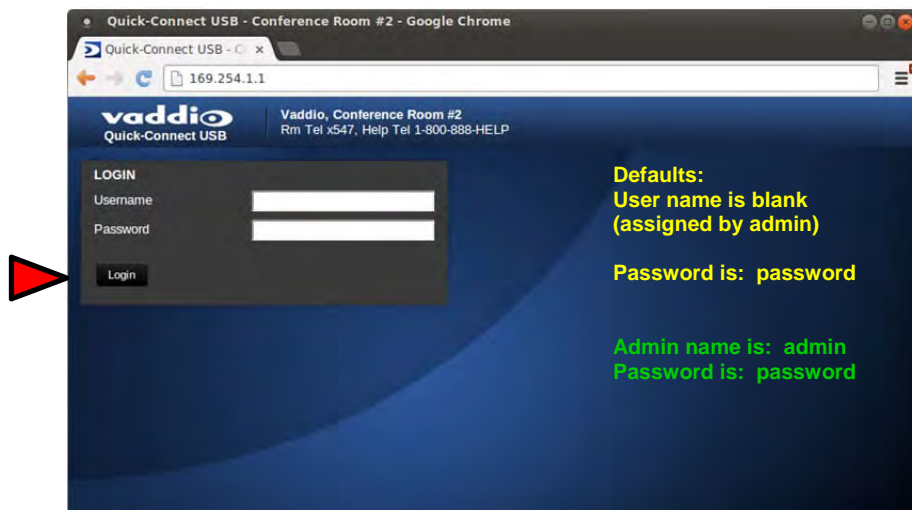 Quick-Connect USB - Conference Room #2 - Google Chrome
Quick-Connect USB - C
169.254.1.1
vaddio
Quick-Connect USB
Vaddio, Conference Room #2
Rm Tel x547, Help Tel 1-800-888-HELP
LOGIN
Username
Password
Login
Defaults:
User name is blank
(assigned by admin)
Password is: password
Admin name is: admin
Password is: password